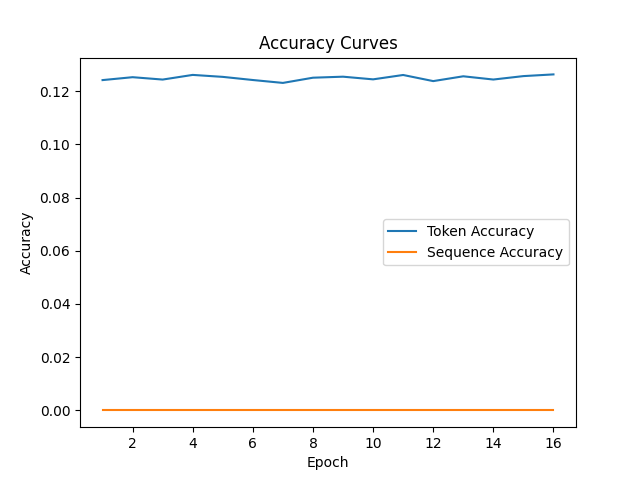 Accuracy Curves
0.12
0.10
0.08
0.06
0.04
0.02
0.00
Accuracy
Token Accuracy
Sequence Accuracy
2 4 6 8 10 12 14 16
Epoch